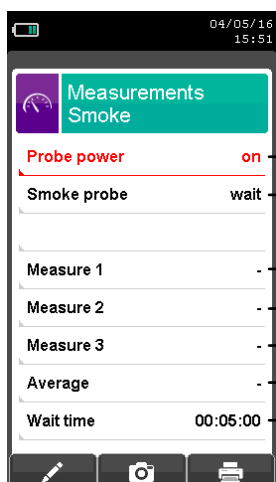 04/05/16
15:51
Measurements
Smoke
Probe power on
Smoke probe wait
Measure 1 -
Measure 2 -
Measure 3 -
Average -
Wait time 00:05:00